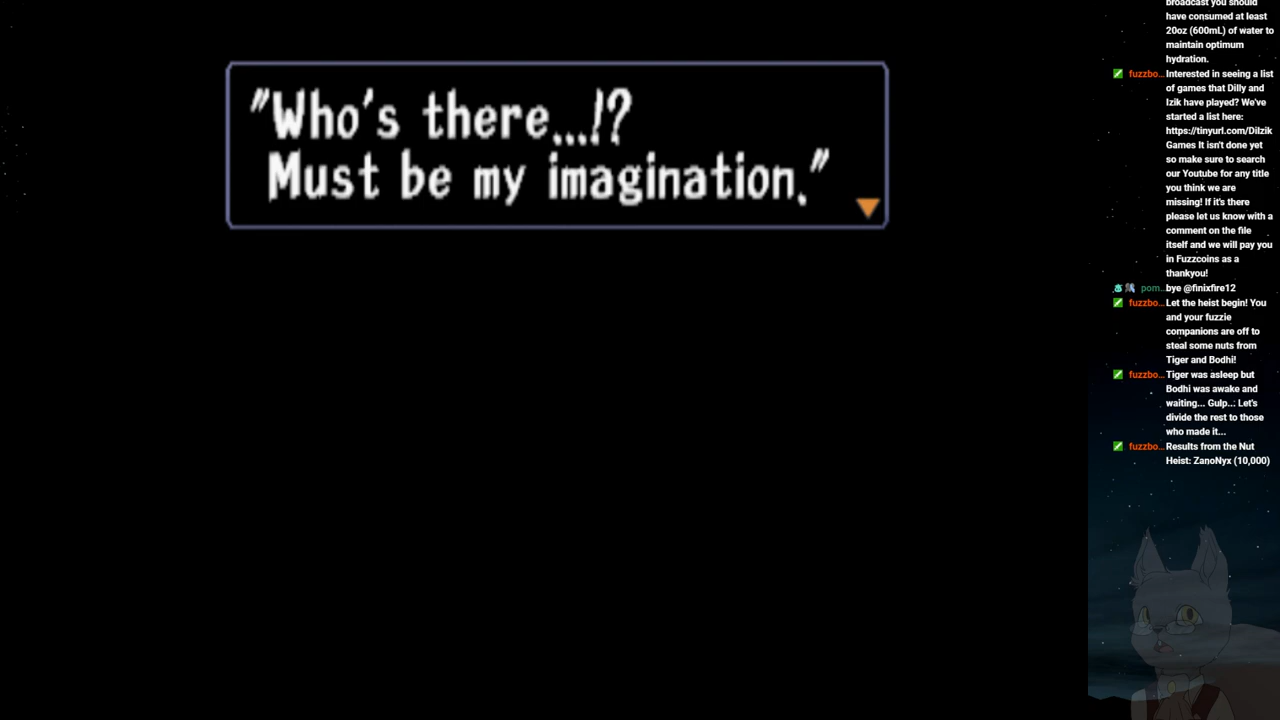 "Who's there...!?
Must be my imagination."
broadcast you should
have consumed at least
20oz (600mL) of water to
maintain optimum
hydration.
fuzzbo... Interested in seeing a list
of games that Dilly and
Izik have played? We've
started a list here:
https://tinyurl.com/DilIzik
Games It isn't done yet
so make sure to search
our Youtube for any title
you think we are
missing! If it's there
please let us know with a
comment on the file
itself and we will pay you
in Fuzzcoins as a
thankyou!
pom... bye @finixfire12
fuzzbo... Let the heist begin! You
and your fuzzie
companions are off to
steal some nuts from
Tiger and Bodhi!
fuzzbo... Tiger was asleep but
Bodhi was awake and
waiting... Gulp... Let's
divide the rest to those
who made it...
fuzzbo... Results from the Nut
Heist: ZanoNyx (10,000)